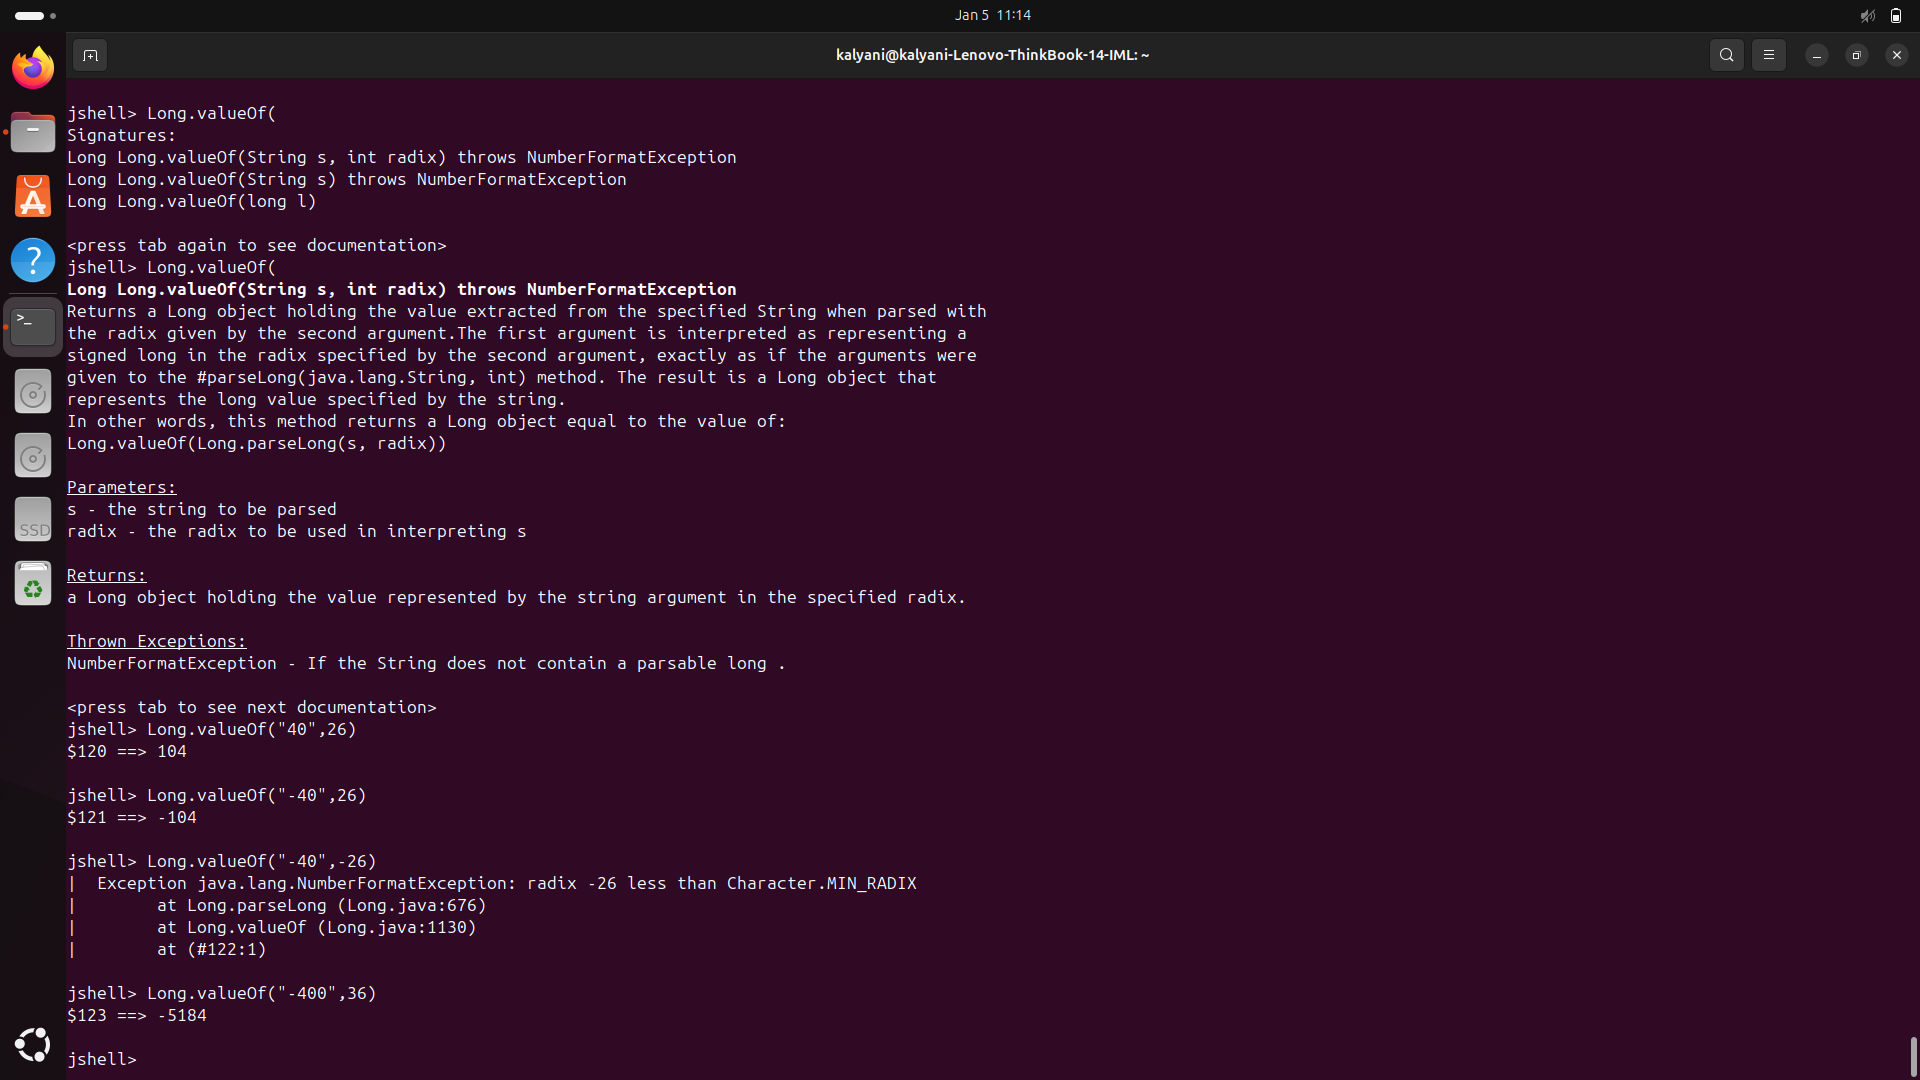 Jan 5 11:14
kalyani@kalyani-Lenovo-ThinkBook-14-IML: ~
jshell> Long.valueOf(
Signatures:
Long Long.valueOf(String s, int radix) throws NumberFormatException
Long Long.valueOf(String s) throws NumberFormatException
Long Long.valueOf(long l)
<press tab again to see documentation>
jshell> Long.valueOf(
Long Long.valueOf(String s, int radix) throws NumberFormatException
Returns a Long object holding the value extracted from the specified String when parsed with
the radix given by the second argument.The first argument is interpreted as representing a
signed long in the radix specified by the second argument, exactly as if the arguments were
given to the #parseLong(java.lang.String, int) method. The result is a Long object that
represents the long value specified by the string.
In other words, this method returns a Long object equal to the value of:
Long.valueOf(Long.parseLong(s, radix))
Parameters:
s - the string to be parsed
radix - the radix to be used in interpreting s
Returns:
a Long object holding the value represented by the string argument in the specified radix.
Thrown Exceptions:
NumberFormatException - If the String does not contain a parsable long .
<press tab to see next documentation>
jshell> Long.valueOf("40",26)
$120 ==> 104
jshell> Long.valueOf("-40",26)
$121 ==> -104
jshell> Long.valueOf("-40",-26)
|  Exception java.lang.NumberFormatException: radix -26 less than Character.MIN_RADIX
|        at Long.parseLong (Long.java:676)
|        at Long.valueOf (Long.java:1130)
|        at (#122:1)
jshell> Long.valueOf("-400",36)
$123 ==> -5184
jshell>
SSD